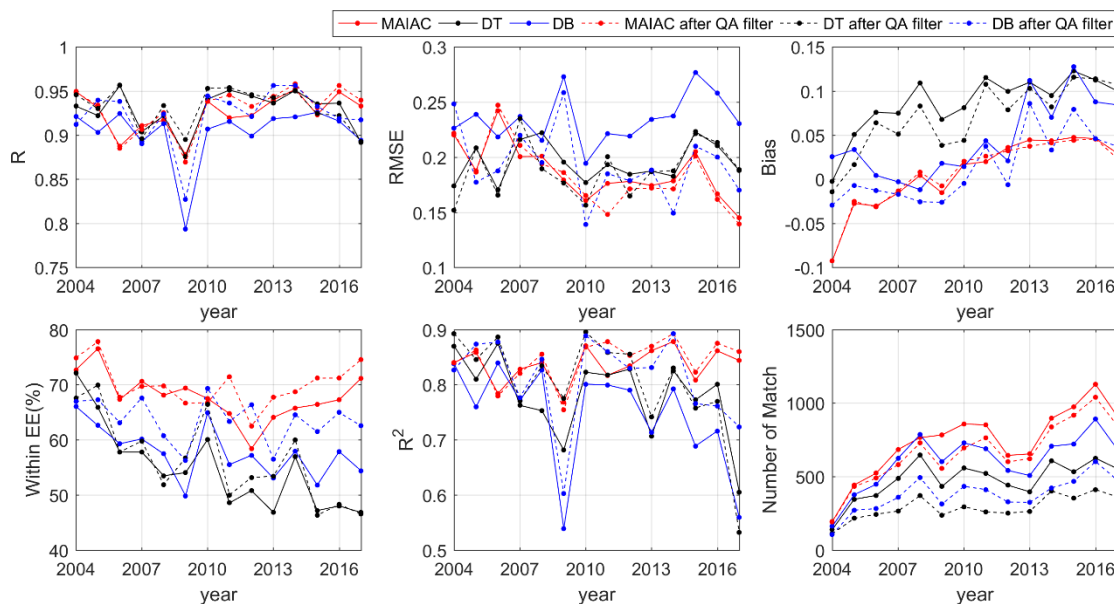 MAIAC DT DB MAIAC after QA filter DT after QA filter DB after QA filter
1
0.95
0.9
0.85
0.8
0.75
R
2004 2007 2010 2013 2016
year
0.3
0.25
0.2
0.15
0.1
RMSE
2004 2007 2010 2013 2016
year
0.15
0.1
0.05
0
-0.05
-0.1
Bias
2004 2007 2010 2013 2016
year
80
70
60
50
40
Within EE(%)
2004 2007 2010 2013 2016
year
0.9
0.8
0.7
0.6
0.5
R²
2004 2007 2010 2013 2016
year
1500
1000
500
0
Number of Match
2004 2007 2010 2013 2016
year